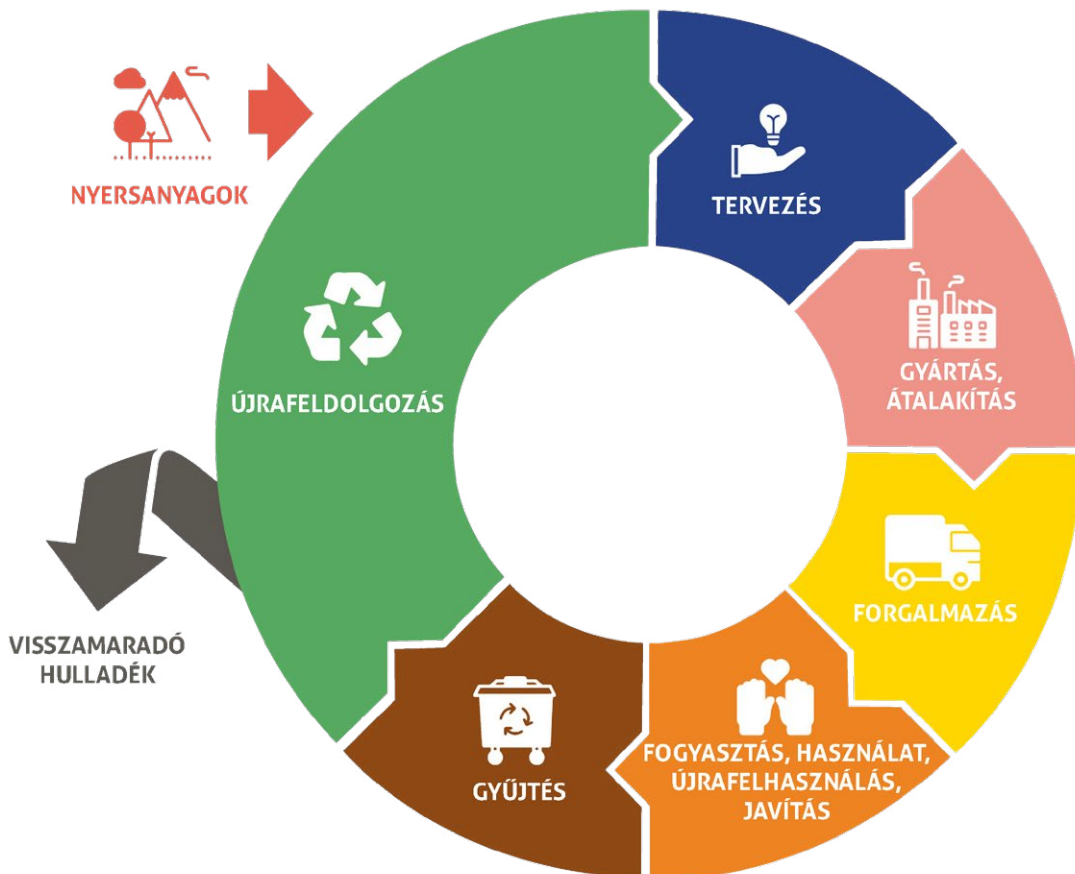 NYERSANYAGOK
TERVEZÉS
GYÁRTÁS,
ÁTALAKÍTÁS
FORGALMAZÁS
FOGYASZTÁS, HASZNÁLAT,
ÚJRAFELHASZNÁLÁS,
JAVÍTÁS
GYŰJTÉS
ÚJRAFELDOLGOZÁS
VISSZAMARADÓ
HULLADÉK